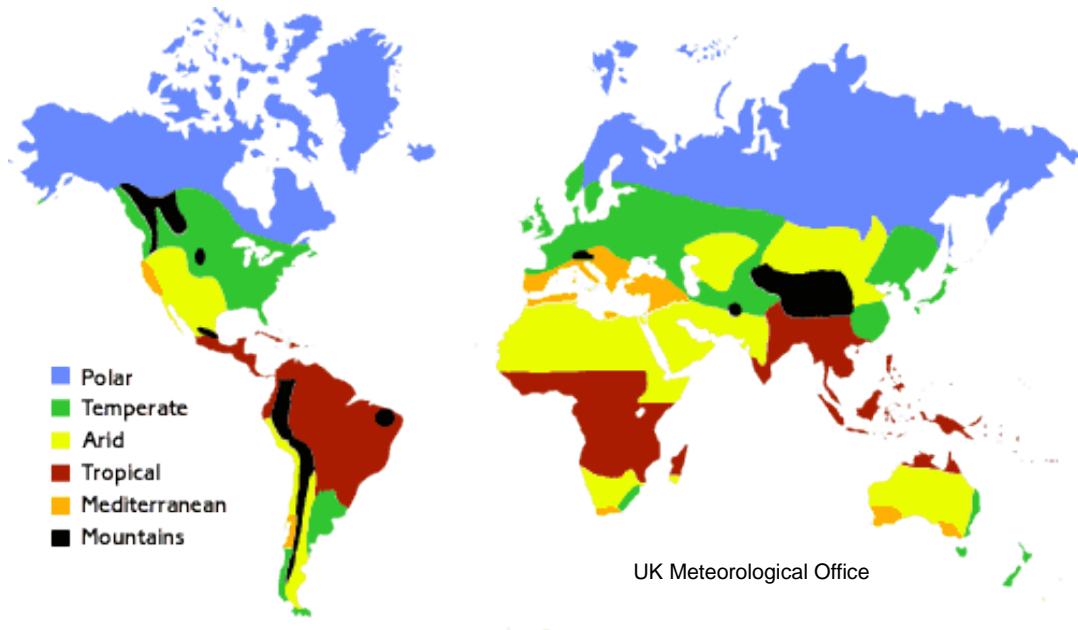 Polar
Temperate
Arid
Tropical
Mediterranean
Mountains
UK Meteorological Office